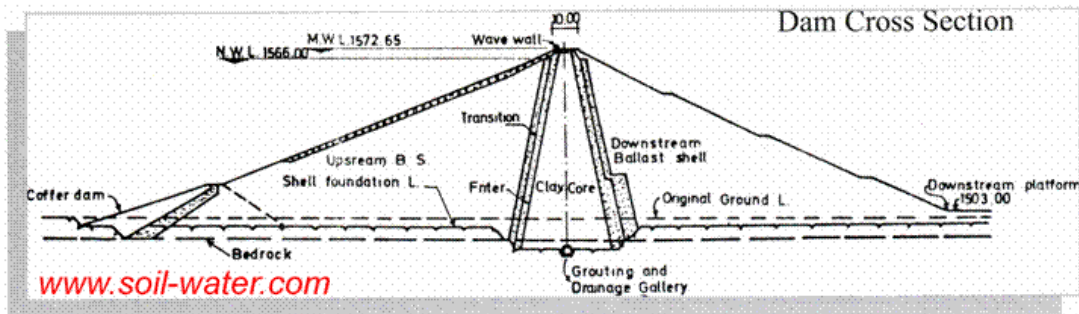 10.00
Dam Cross Section
Wave wall
M.W.L.1572.65
N.W.L.1566.00
Transition
Downstream
Ballast shell
Upsream B.S.
Shell foundation L.
Coffer dam
Fnter
Clay Core
Downstream platform
1503.00
Original Ground L.
Bedrock
Grouting and
Drainage Gallery
www.soil-water.com